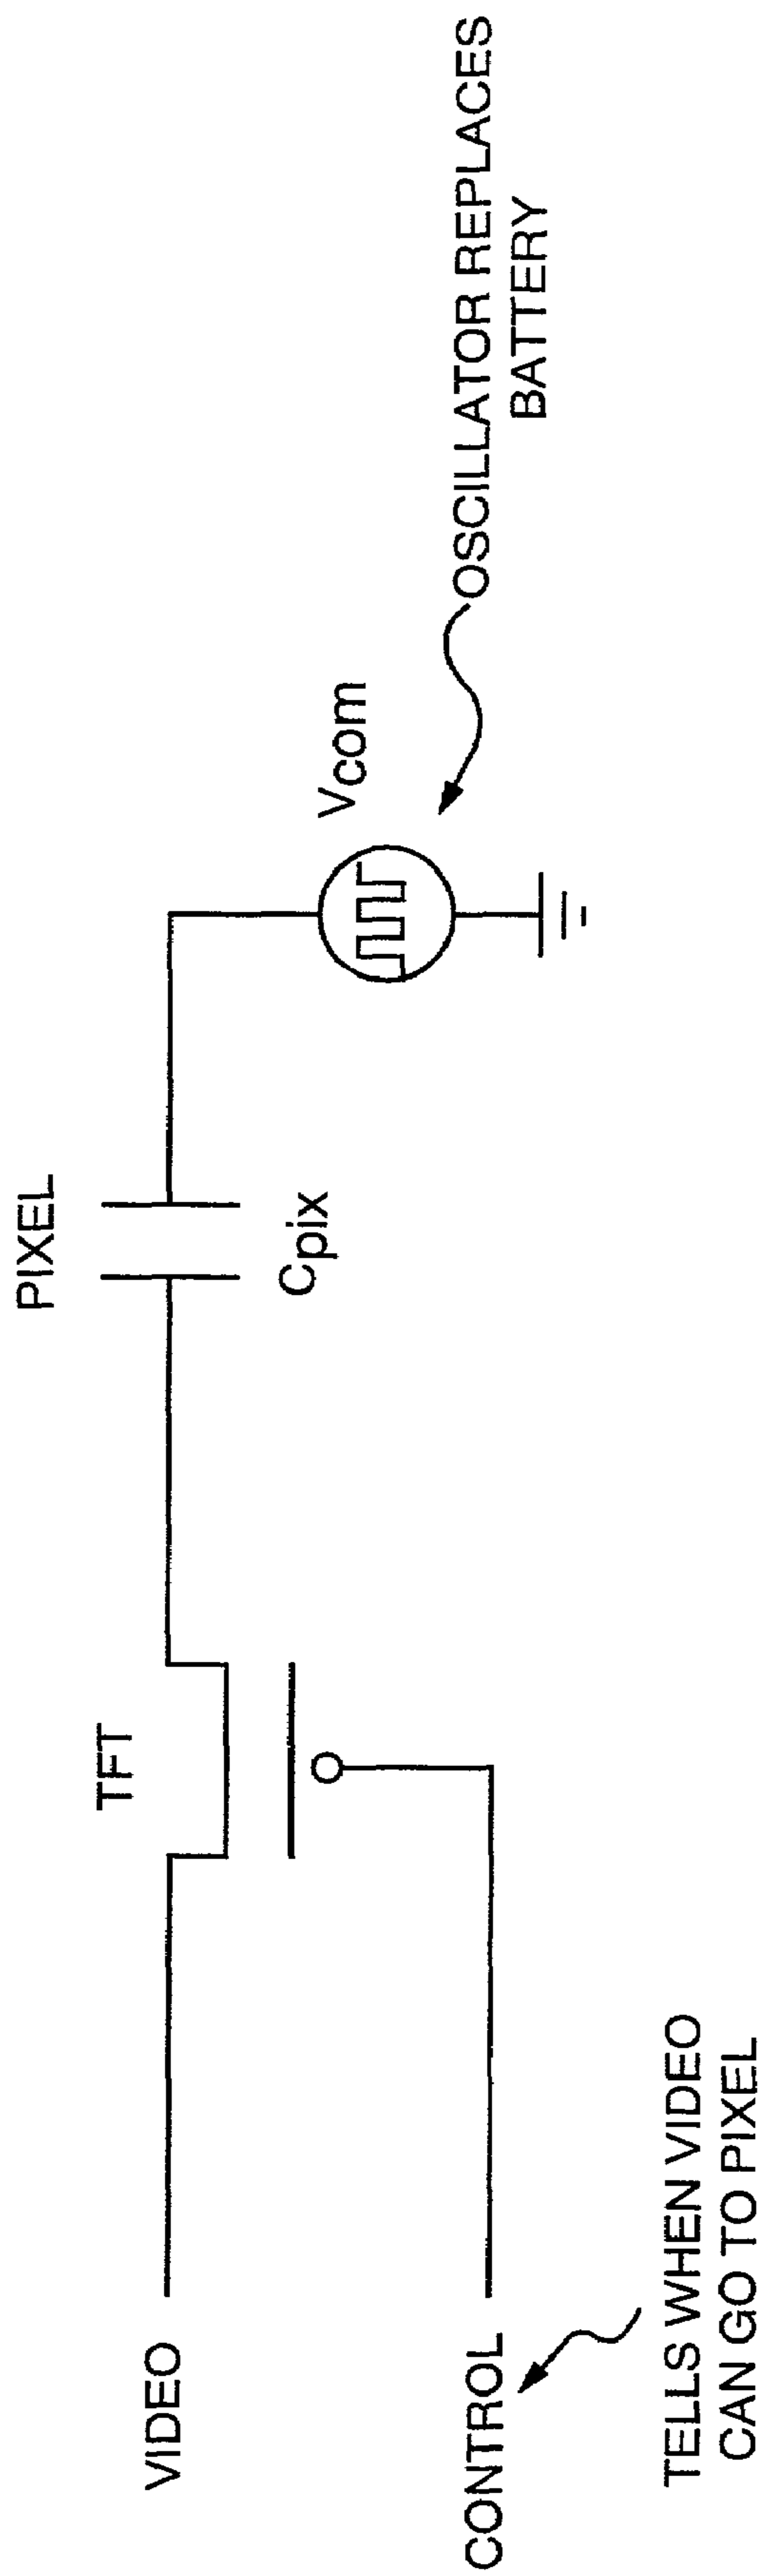 PIXEL
TFT
VIDEO
Cpix
Vcom
CONTROL
OSCILLATOR REPLACES
BATTERY
TELLS WHEN VIDEO
CAN GO TO PIXEL